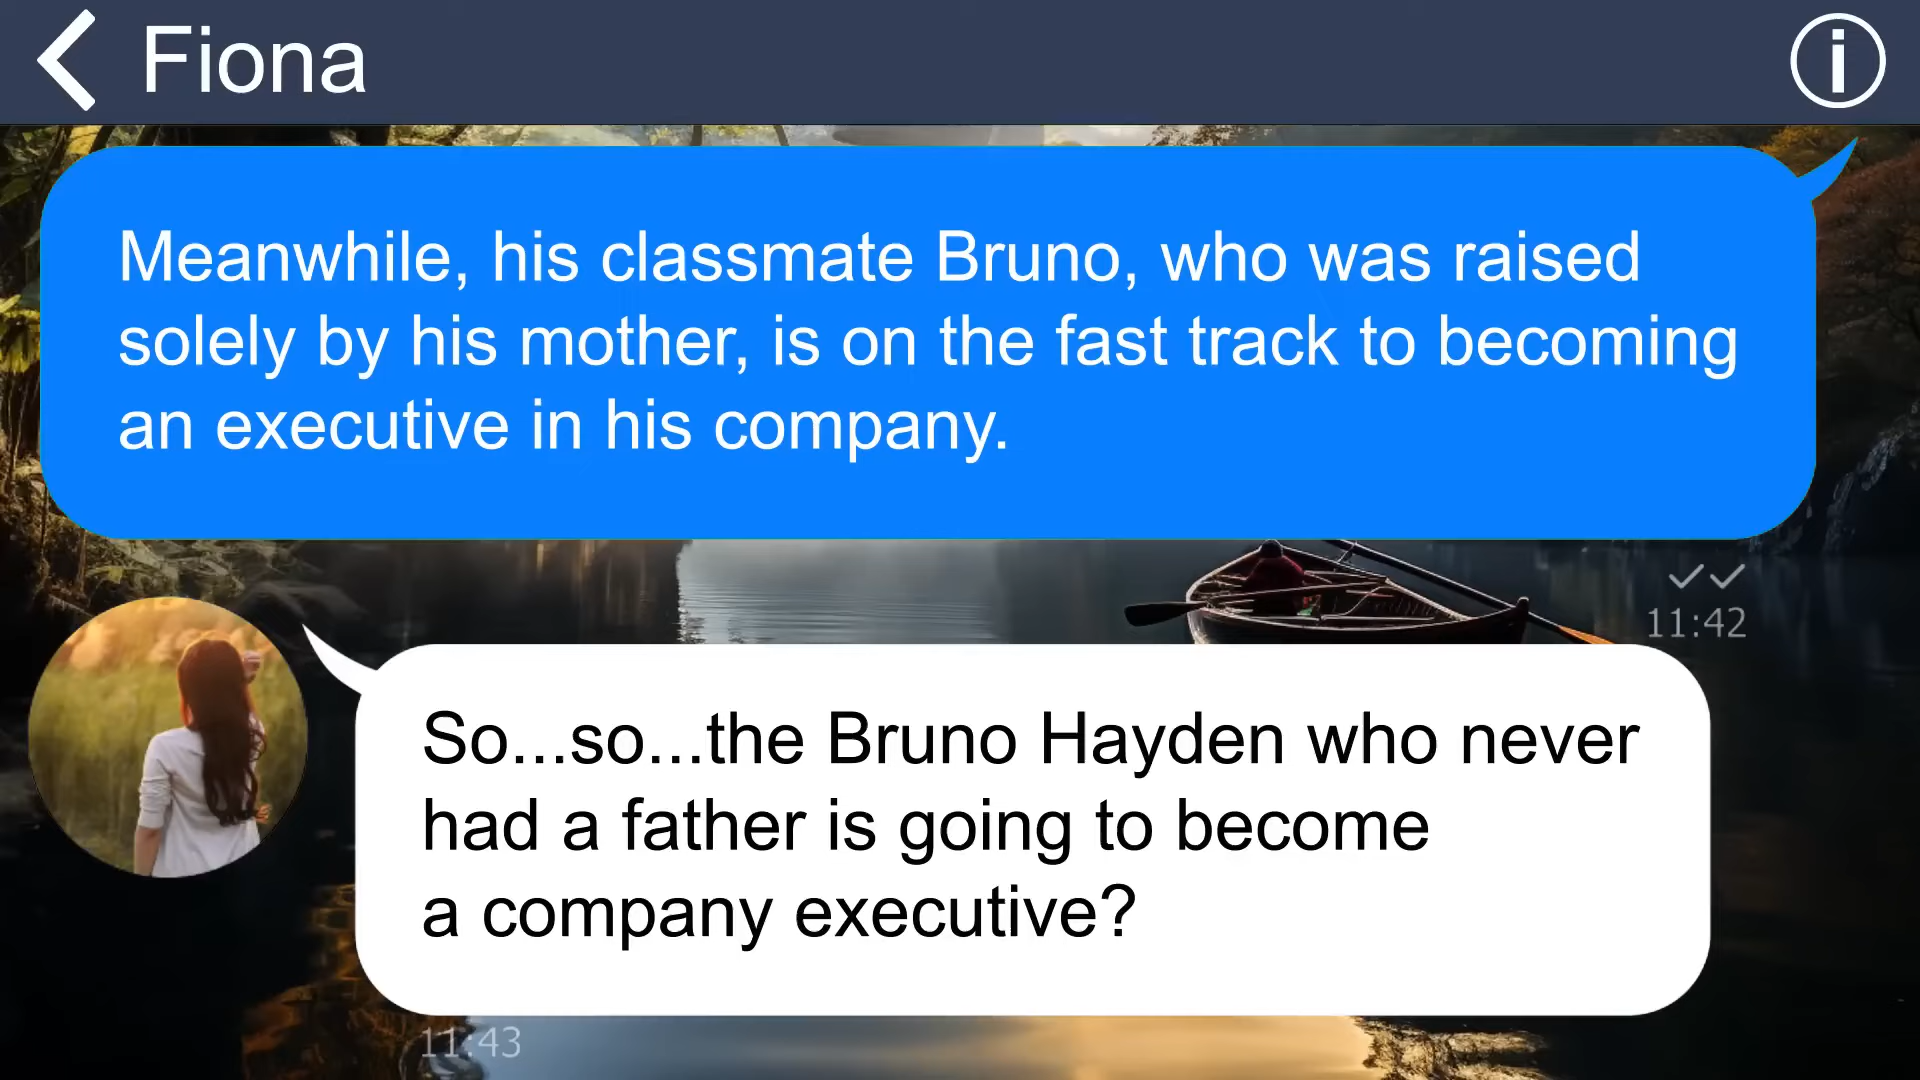 Fiona
Meanwhile, his classmate Bruno, who was raised
solely by his mother, is on the fast track to becoming
an executive in his company.
11:42
So...so...the Bruno Hayden who never
had a father is going to become
a company executive?
11:43